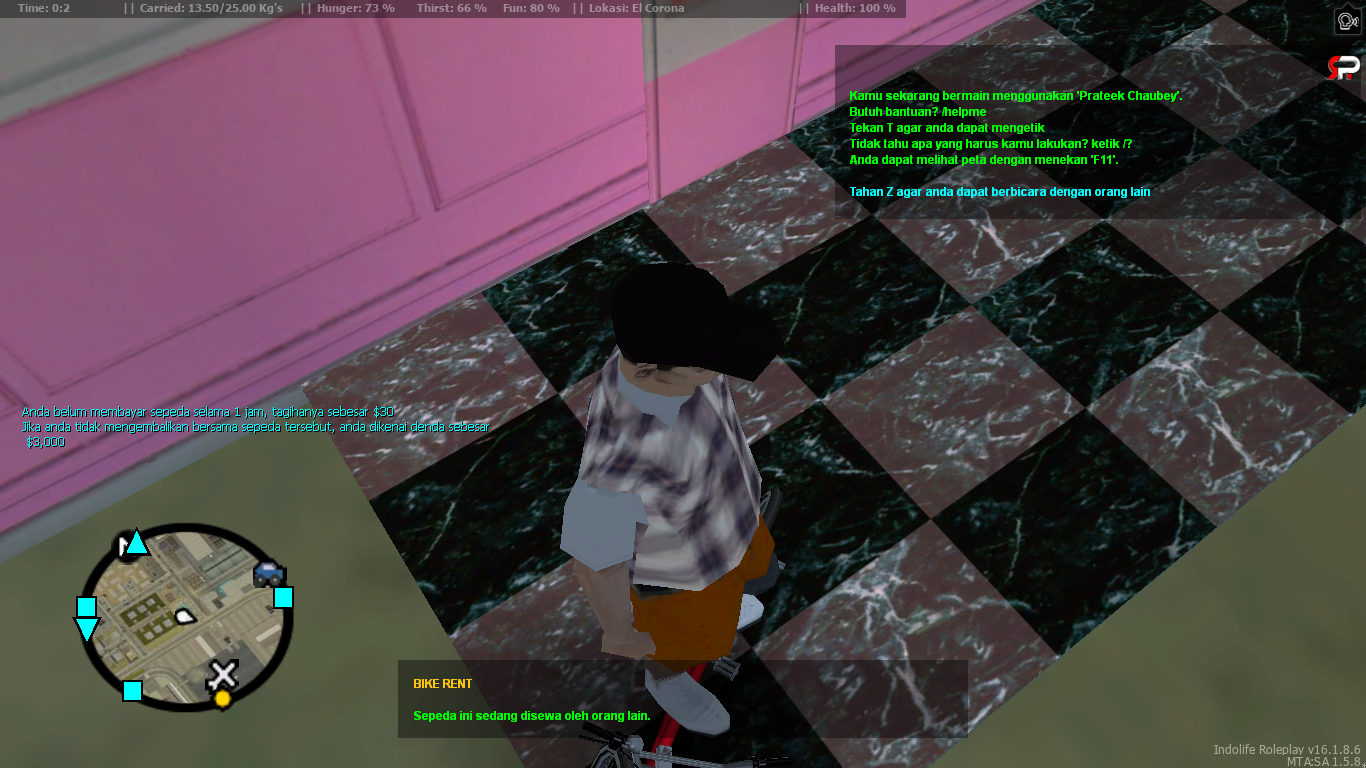 Time: 0:2 || Carried: 13.50/25.00 Kg's || Hunger: 73 % Thirst: 66 % Fun: 80 % || Lokasi: El Corona || Health: 100 %
Kamu sekarang bermain menggunakan 'Prateek Chaubey'.
Butuh bantuan? /helpme
Tekan T agar anda dapat mengetik
Tidak tahu apa yang harus kamu lakukan? ketik /?
Anda dapat melihat peta dengan menekan 'F11'.
Tahan Z agar anda dapat berbicara dengan orang lain
Anda belum membayar sepeda selama 1 jam, tagihanya sebesar $30
Jika anda tidak mengembalikan bersama sepeda tersebut, anda dikenai denda sebesar
$3,000
BIKE RENT
Sepeda ini sedang disewa oleh orang lain.
Indolife Roleplay v16.1.8.6
MTA:SA 1.5.8